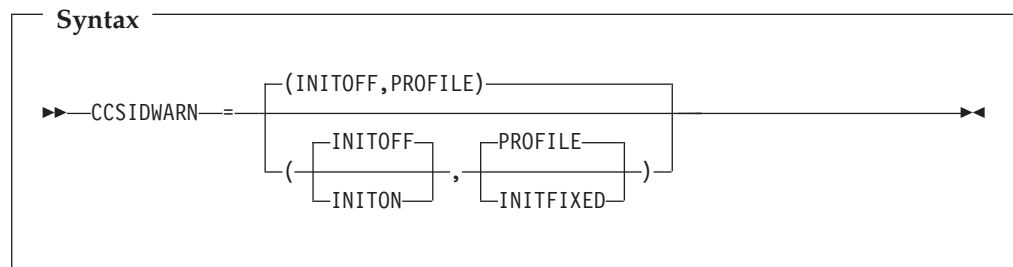 Syntax
(INITOFF,PROFILE)
CCSIDWARN = 
INITOFF PROFILE
( , )
INITON INITFIXED